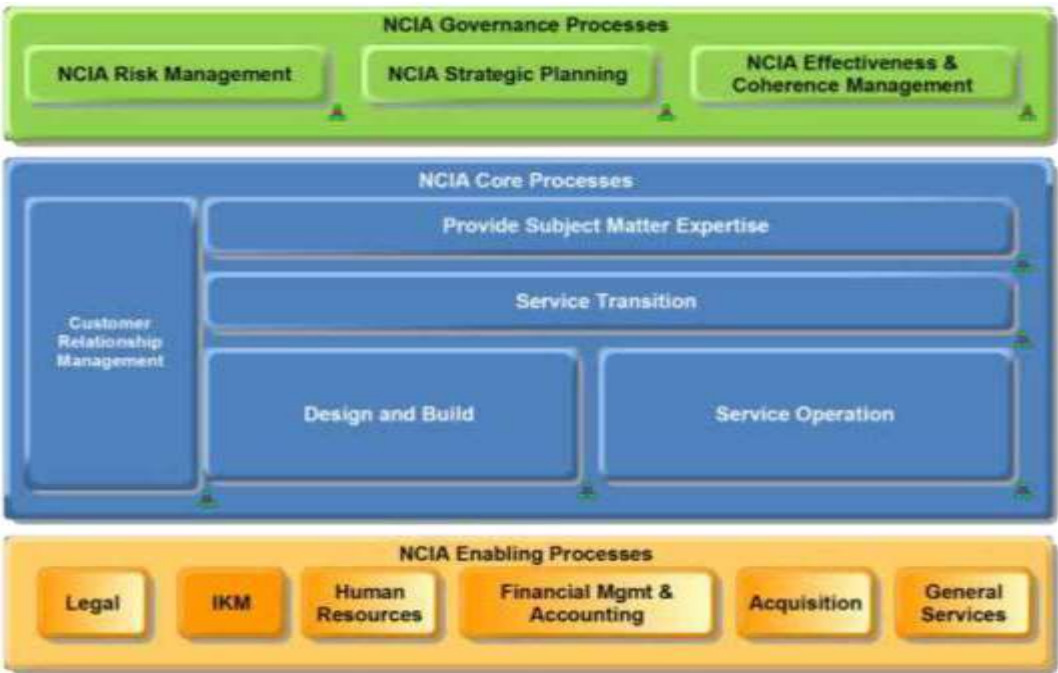 NCIA Governance Processes
NCIA Risk Management
NCIA Strategic Planning
NCIA Effectiveness &
Coherence Management
NCIA Core Processes
Customer
Relationship
Management
Provide Subject Matter Expertise
Service Transition
Design and Build
Service Operation
NCIA Enabling Processes
Legal
IKM
Human
Resources
Financial Mgmt &
Accounting
Acquisition
General
Services